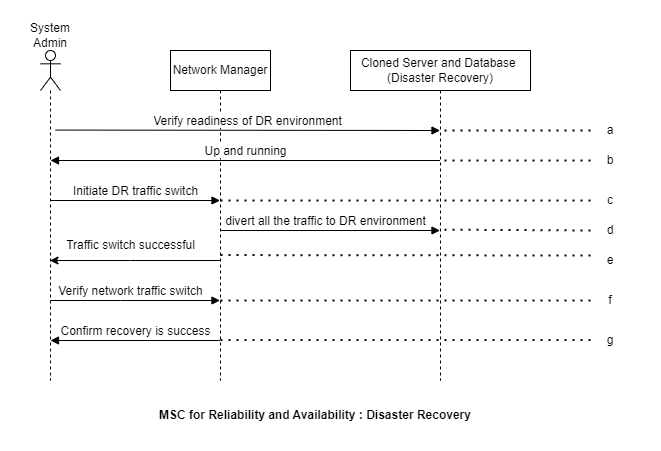 System
Admin
Network Manager
Cloned Server and Database
(Disaster Recovery)
Verify readiness of DR environment
a
Up and running
b
Initiate DR traffic switch
c
divert all the traffic to DR environment
d
Traffic switch successful
e
Verify network traffic switch
f
Confirm recovery is success
g
MSC for Reliability and Availability : Disaster Recovery